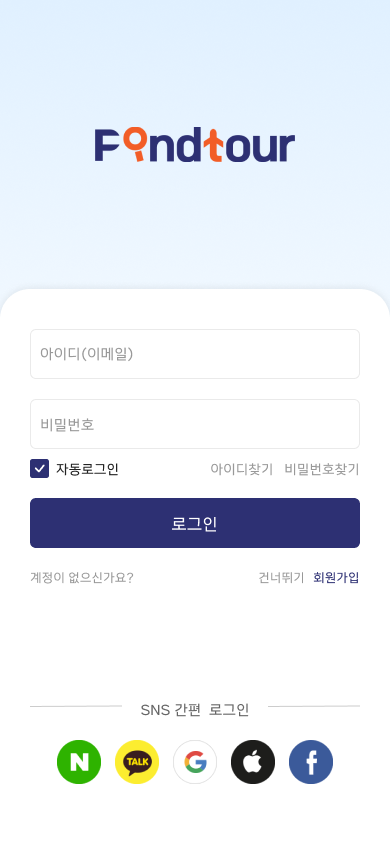 Findtour
아이디(이메일)
비밀번호
자동로그인 아이디찾기 비밀번호찾기
로그인
계정이 없으신가요? 건너뛰기 회원가입
SNS 간편 로그인
N TALK G f